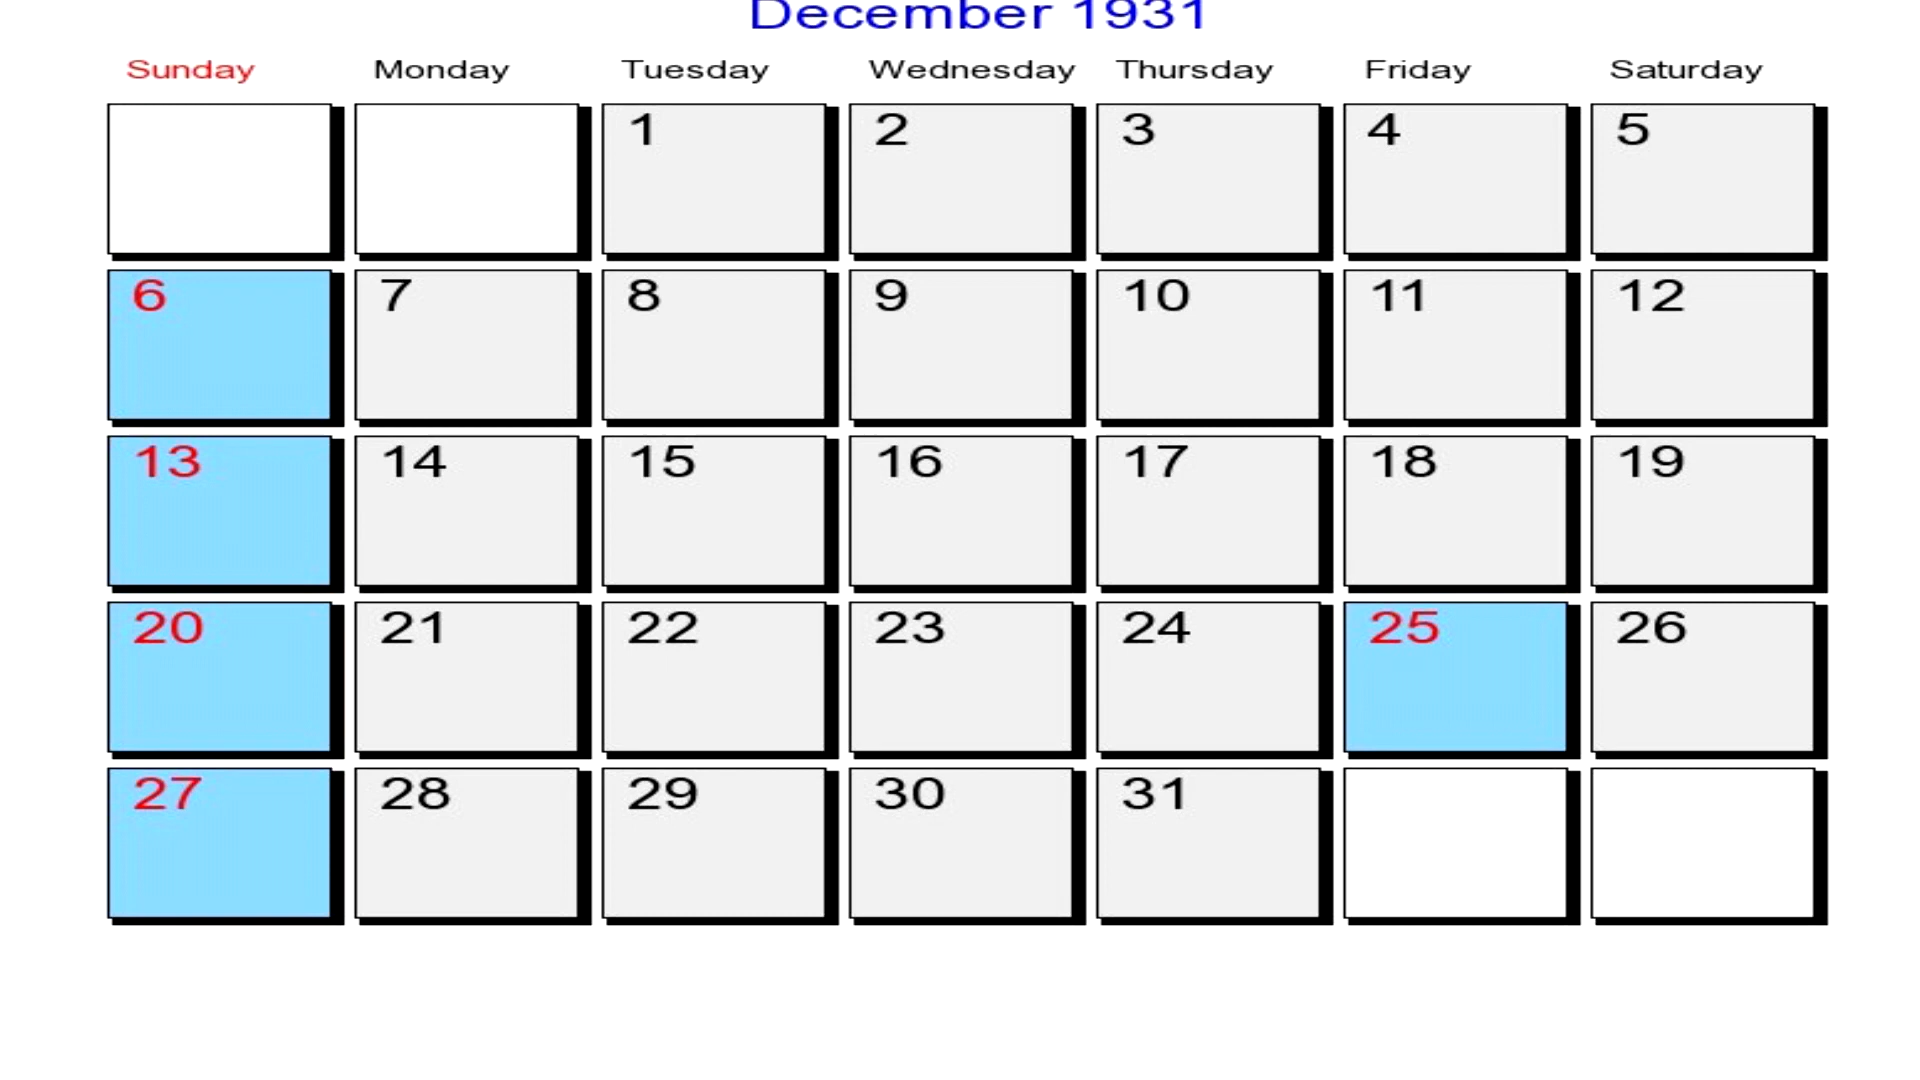 December 1931
Sunday Monday Tuesday Wednesday Thursday Friday Saturday
1 2 3 4 5
6 7 8 9 10 11 12
13 14 15 16 17 18 19
20 21 22 23 24 25 26
27 28 29 30 31